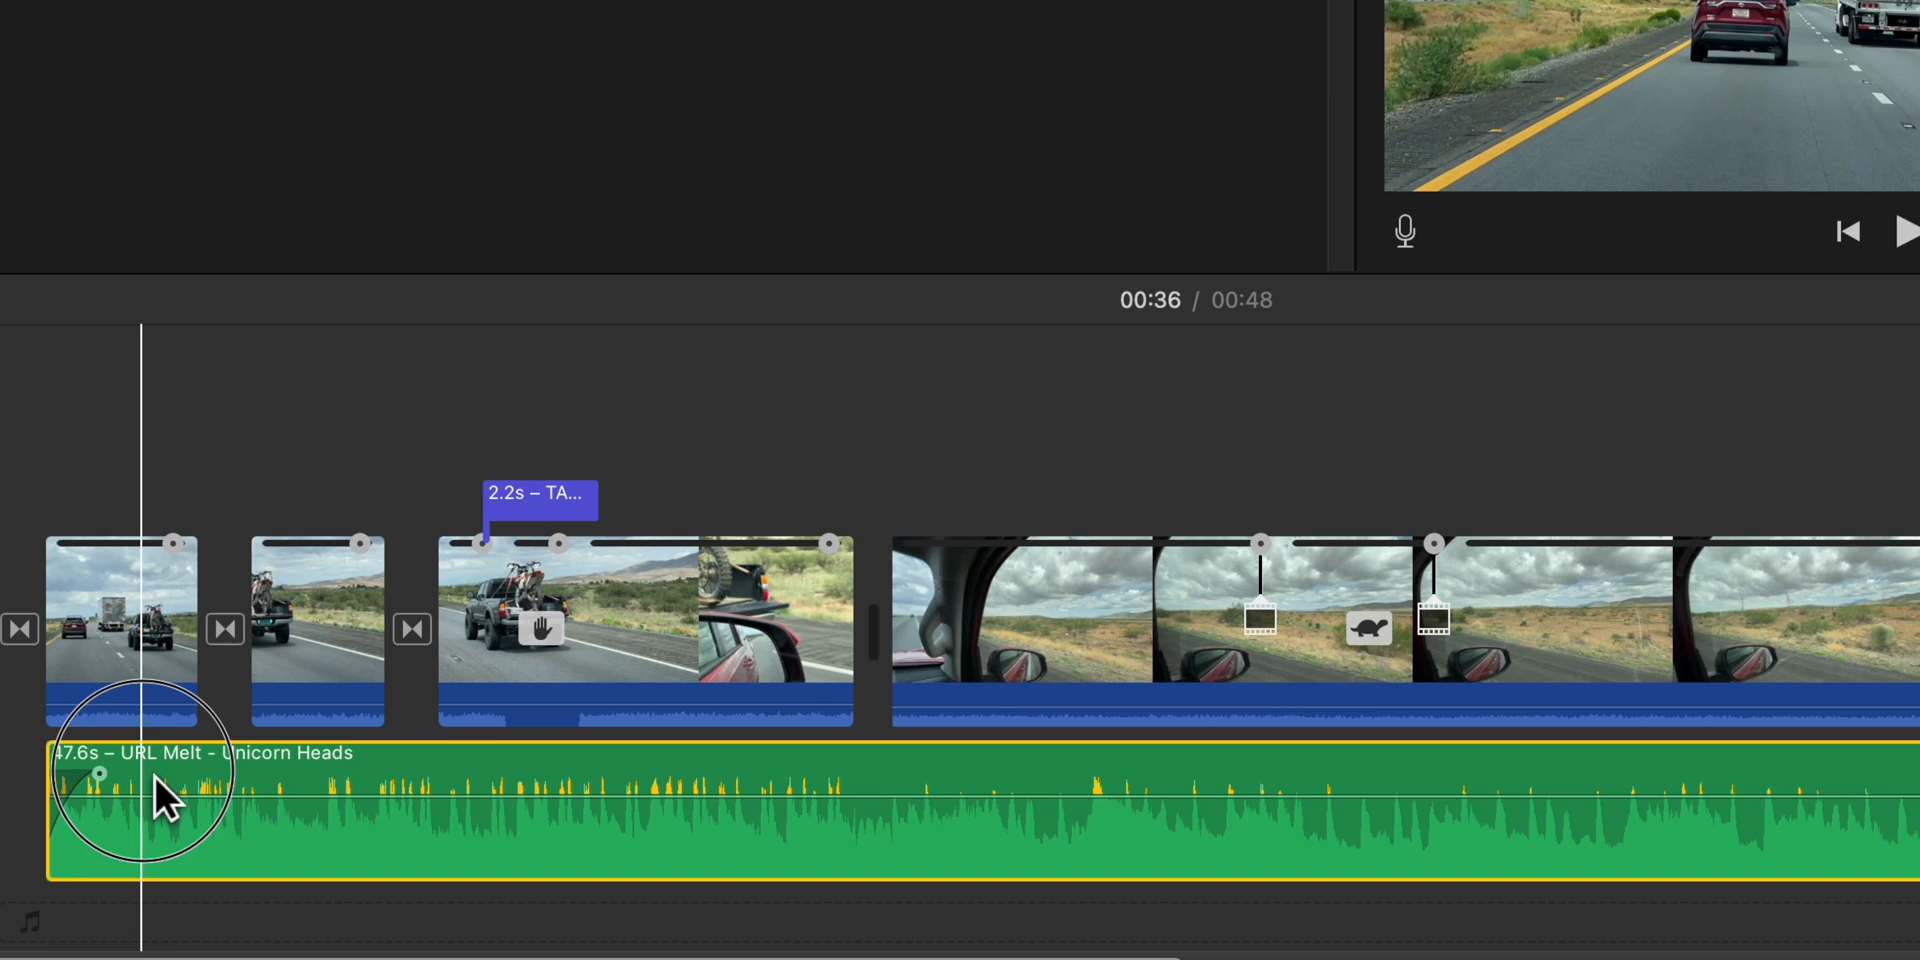 00:36 / 00:48
2.2s – TA...
47.6s – URL Melt - Unicorn Heads